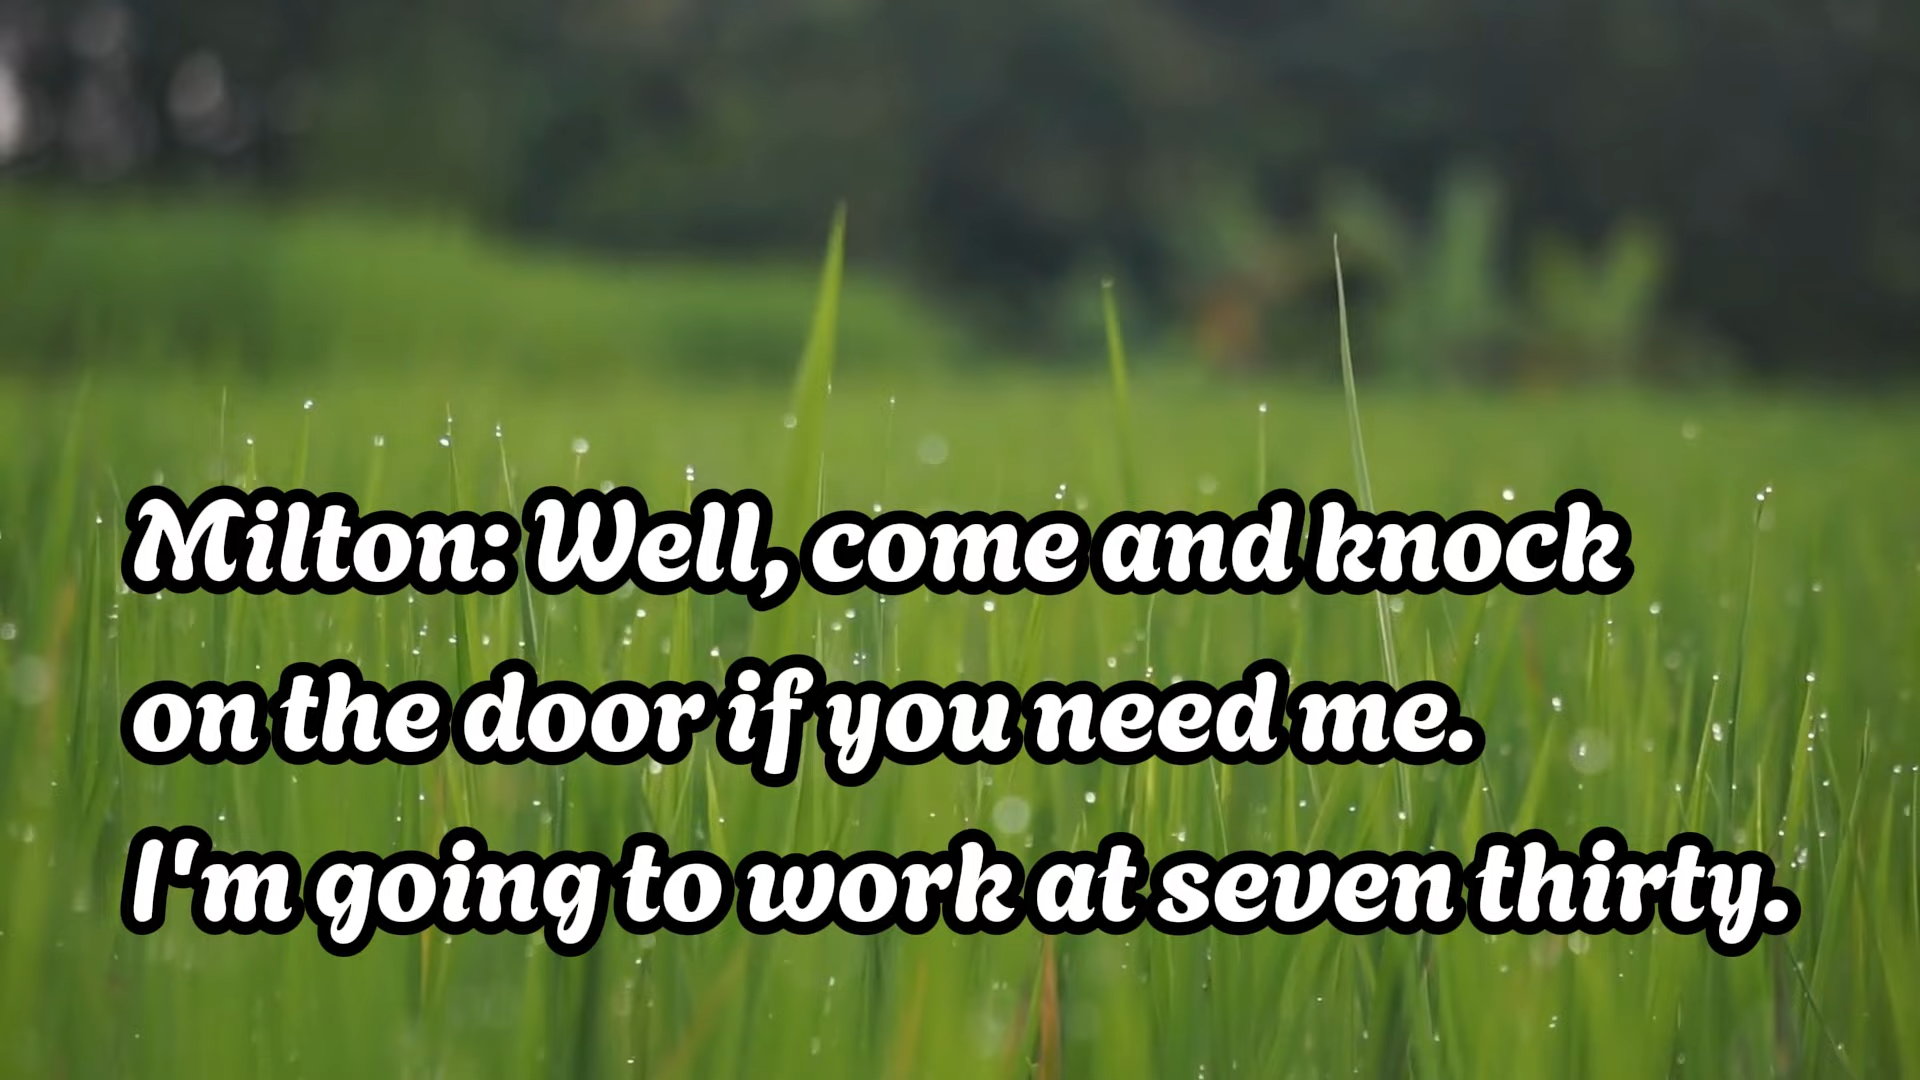 Milton: Well, come and knock
on the door if you need me.
I'm going to work at seven thirty.